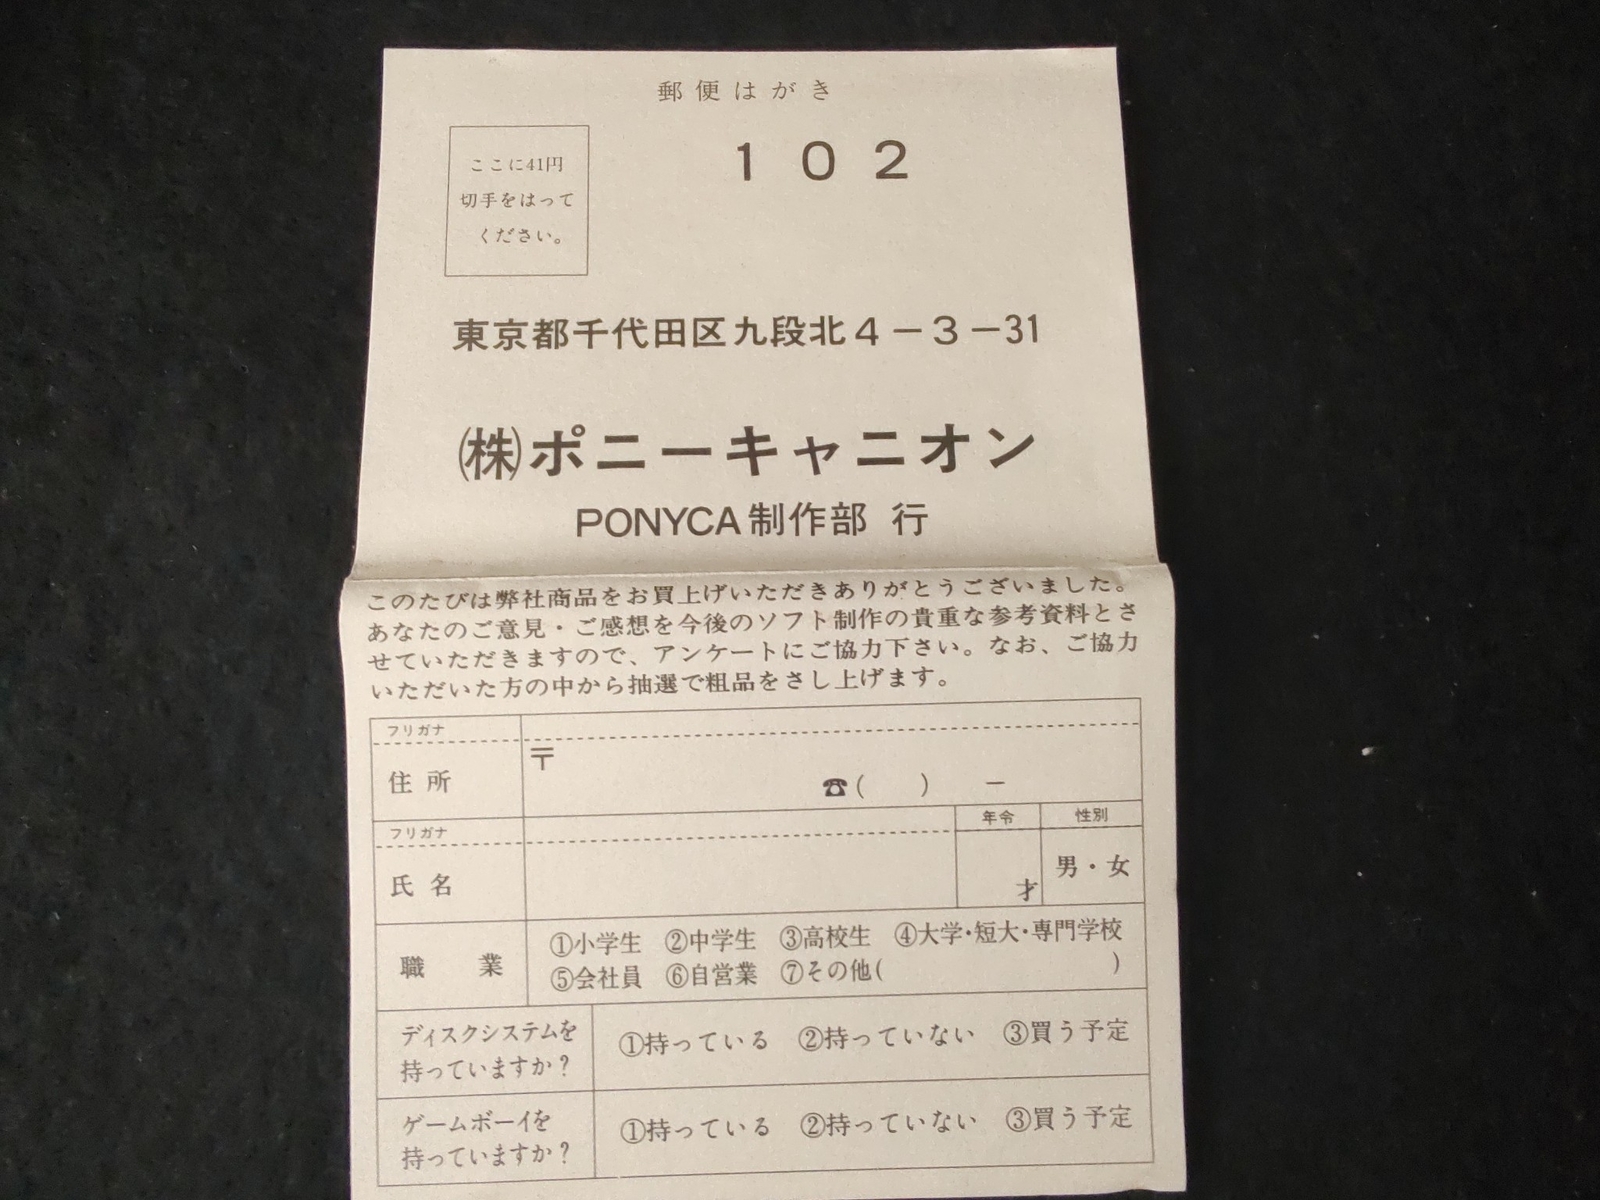 郵便はがき
ここに41円
切手をはって
ください。
102
東京都千代田区九段北4-3-31
㈱ポニーキャニオン
PONYCA制作部 行
このたびは弊社商品をお買上げいただきありがとうございました。
あなたのご意見・ご感想を今後のソフト制作の貴重な参考資料とさ
せていただきますので、アンケートにご協力下さい。なお、ご協力
いただいた方の中から抽選で粗品をさし上げます。
フリガナ
住所
〒
☎( ) －
フリガナ
氏名
年令
才
性別
男・女
職業
①小学生 ②中学生 ③高校生 ④大学・短大・専門学校
⑤会社員 ⑥自営業 ⑦その他( )
ディスクシステムを
持っていますか？
①持っている ②持っていない ③買う予定
ゲームボーイを
持っていますか？
①持っている ②持っていない ③買う予定